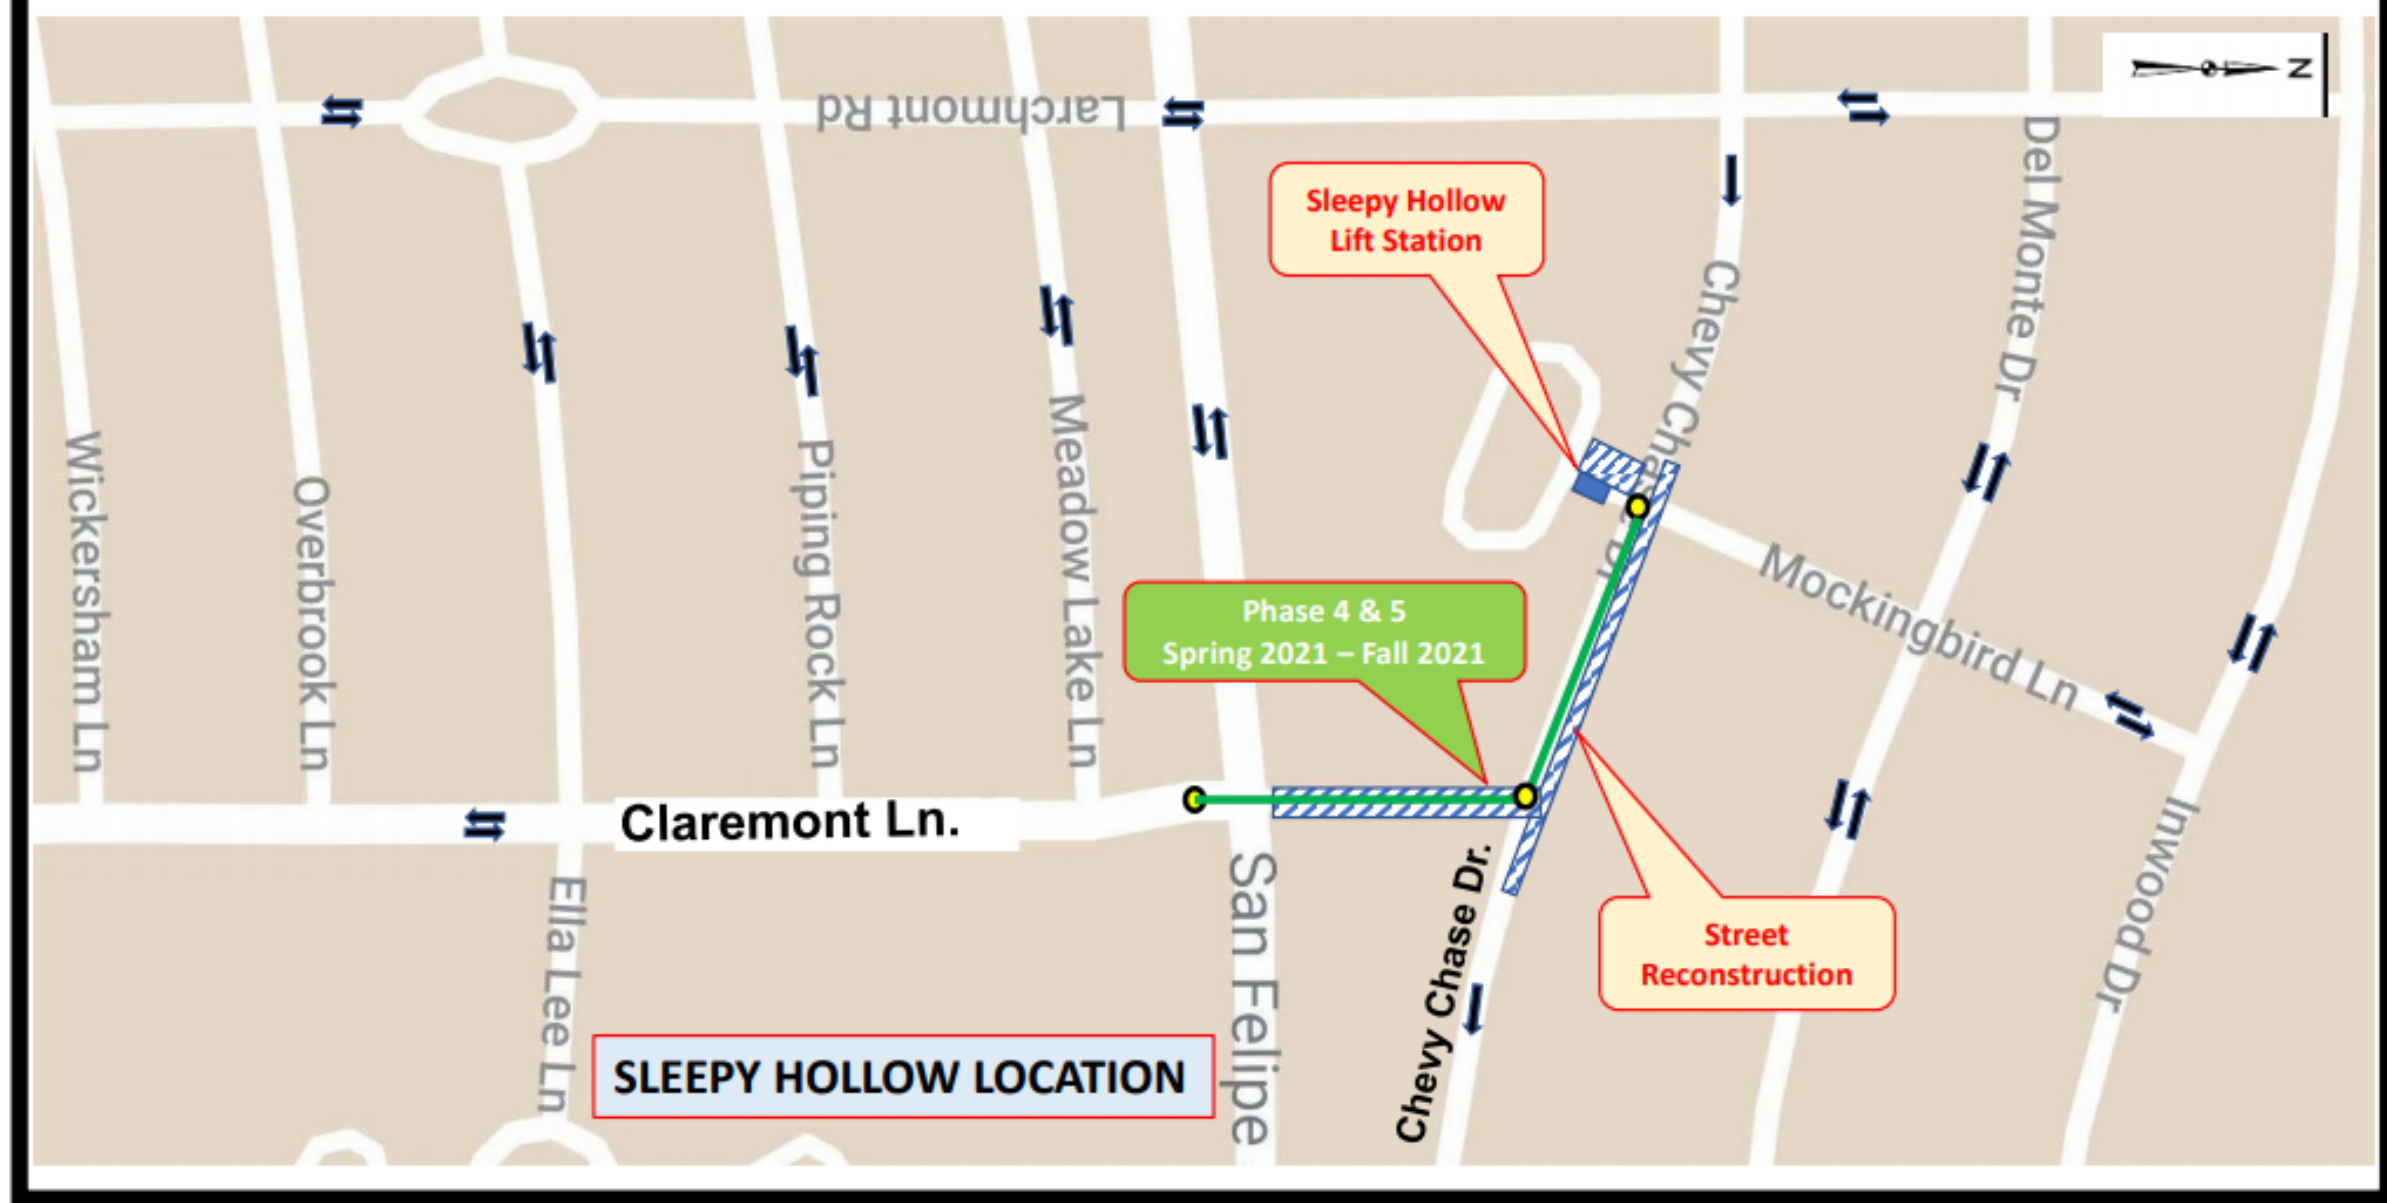 N
Larchmont Rd
Sleepy Hollow
Lift Station
Chevy Chase Dr
Del Monte Dr
Wickersham Ln
Overbrook Ln
Piping Rock Ln
Meadow Lake Ln
Mockingbird Ln
Phase 4 & 5
Spring 2021 – Fall 2021
Claremont Ln.
Ella Lee Ln
San Felipe
Chevy Chase Dr.
Inwood Dr
Street
Reconstruction
SLEEPY HOLLOW LOCATION